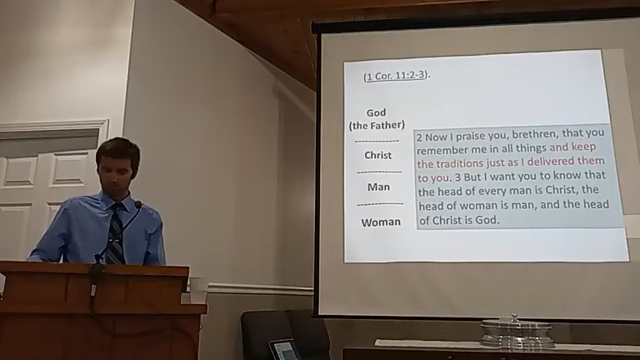 (1 Cor. 11:2-3).
God
(the Father)
Christ
Man
Woman
2 Now I praise you, brethren, that you
remember me in all things and keep
the traditions just as I delivered them
to you. 3 But I want you to know that
the head of every man is Christ, the
head of woman is man, and the head
of Christ is God.